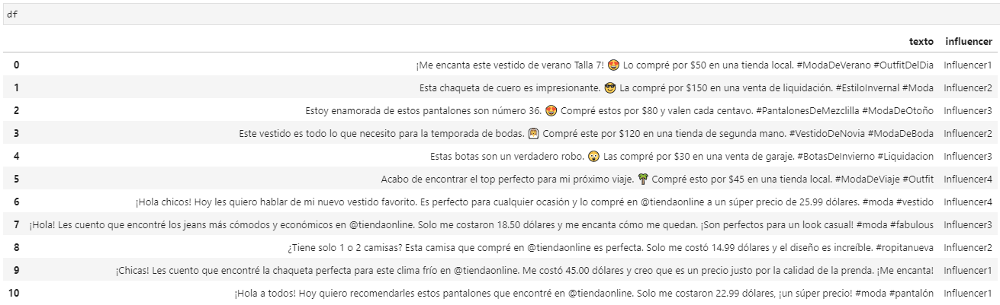 df
texto influencer
0 ¡Me encanta este vestido de verano Talla 7! 😍 Lo compré por $50 en una tienda local. #ModaDeVerano #OutfitDelDia Influencer1
1 Esta chaqueta de cuero es impresionante. 😎 La compré por $150 en una venta de liquidación. #EstiloInvernal #Moda Influencer2
2 Estoy enamorada de estos pantalones son número 36. 😍 Compré estos por $80 y valen cada centavo. #PantalonesDeMezclilla #ModaDeOtoño Influencer3
3 Este vestido es todo lo que necesito para la temporada de bodas. 👰 Compré este por $120 en una tienda de segunda mano. #VestidoDeNovia #ModaDeBoda Influencer2
4 Estas botas son un verdadero robo. 😲 Las compré por $30 en una venta de garaje. #BotasDeInvierno #Liquidacion Influencer3
5 Acabo de encontrar el top perfecto para mi próximo viaje. 🌴 Compré esto por $45 en una tienda local. #ModaDeViaje #Outfit Influencer4
6 ¡Hola chicos! Hoy les quiero hablar de mi nuevo vestido favorito. Es perfecto para cualquier ocasión y lo compré en @tiendaonline a un súper precio de 25.99 dólares. #moda #vestido Influencer4
7 ¡Hola! Les cuento que encontré los jeans más cómodos y económicos en @tiendaonline. Solo me costaron 18.50 dólares y me encanta cómo me quedan. ¡Son perfectos para un look casual! #moda #fabulous Influencer3
8 ¿Tiene solo 1 o 2 camisas? Esta camisa que compré en @tiendaonline es perfecta. Solo me costó 14.99 dólares y el diseño es increíble. #ropitanueva Influencer2
9 ¡Chicas! Les cuento que encontré la chaqueta perfecta para este clima frío en @tiendaonline. Me costó 45.00 dólares y creo que es un precio justo por la calidad de la prenda. ¡Me encanta! Influencer1
10 ¡Hola a todos! Hoy quiero recomendarles estos pantalones que encontré en @tiendaonline. Solo me costaron 22.99 dólares, ¡un súper precio! #moda #pantalón Influencer1